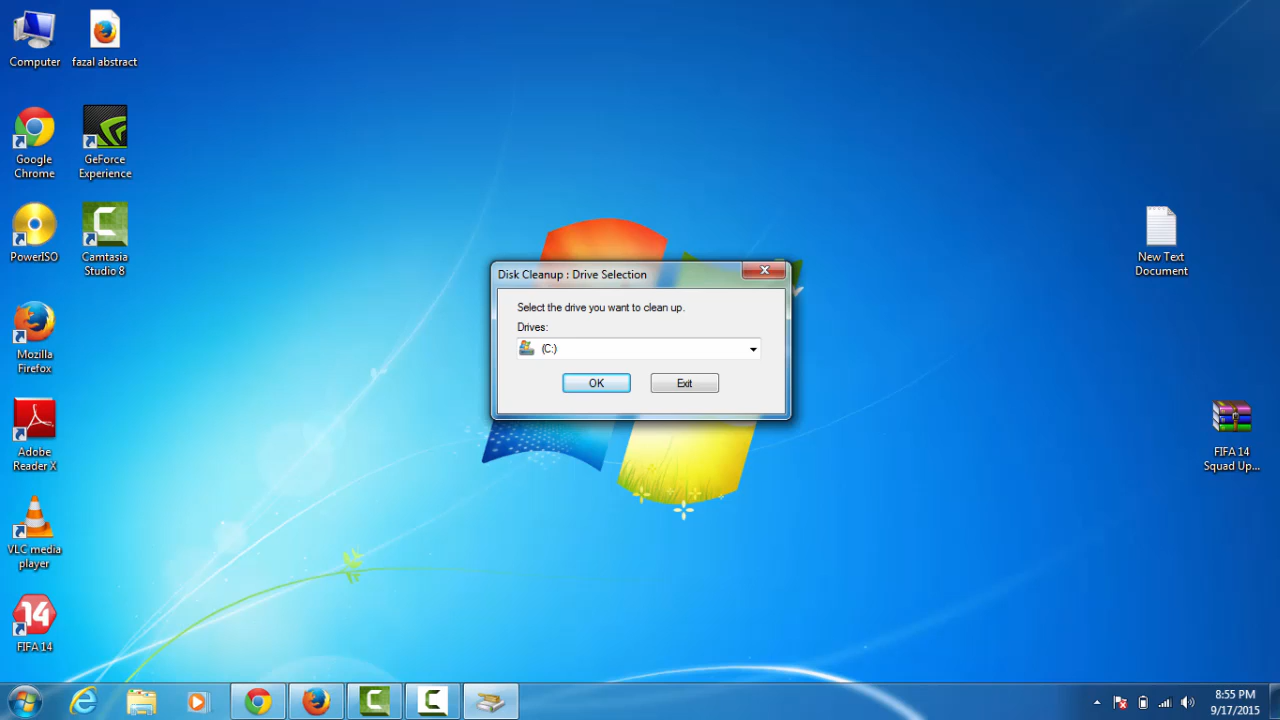 Computer
fazal abstract
Google
Chrome
GeForce
Experience
PowerISO
Camtasia
Studio 8
Mozilla
Firefox
Adobe
Reader X
VLC media
player
14
FIFA 14
Disk Cleanup : Drive Selection
Select the drive you want to clean up.
Drives:
(C:)
OK
Exit
New Text
Document
FIFA 14
Squad Up...
8:55 PM
9/17/2015